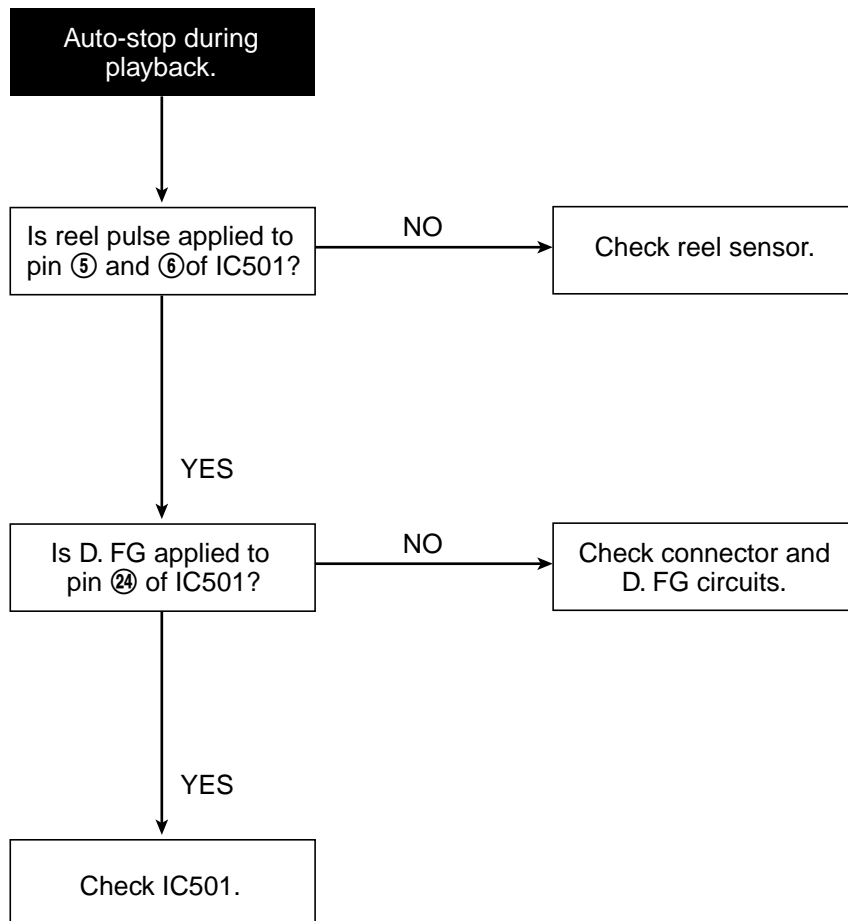 Auto-stop during
playback.
Is reel pulse applied to
pin ⑤ and ⑥of IC501?
NO
Check reel sensor.
YES
Is D. FG applied to
pin ㉔ of IC501?
NO
Check connector and
D. FG circuits.
YES
Check IC501.